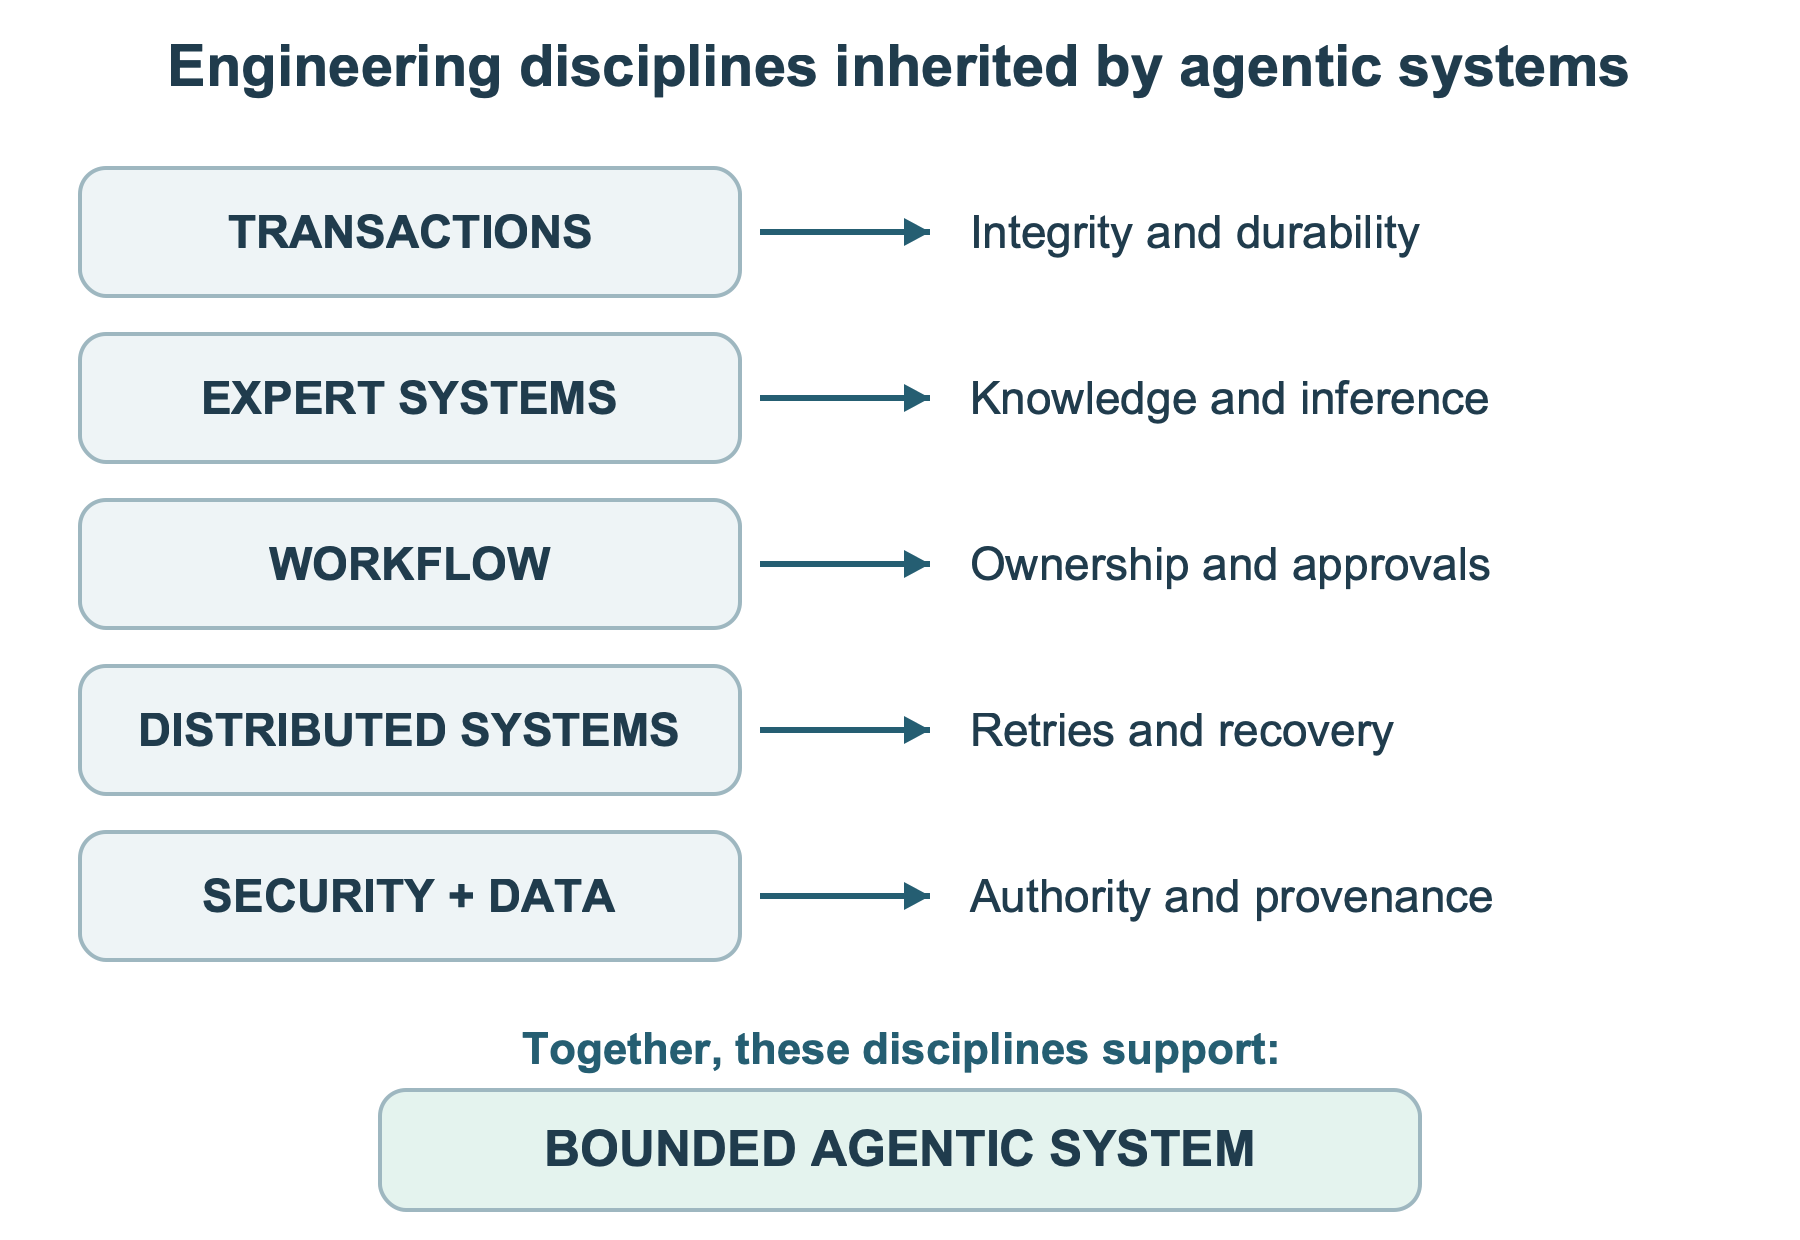 Engineering disciplines inherited by agentic systems
TRANSACTIONS
Integrity and durability
EXPERT SYSTEMS
Knowledge and inference
WORKFLOW
Ownership and approvals
DISTRIBUTED SYSTEMS
Retries and recovery
SECURITY + DATA
Authority and provenance
Together, these disciplines support:
BOUNDED AGENTIC SYSTEM